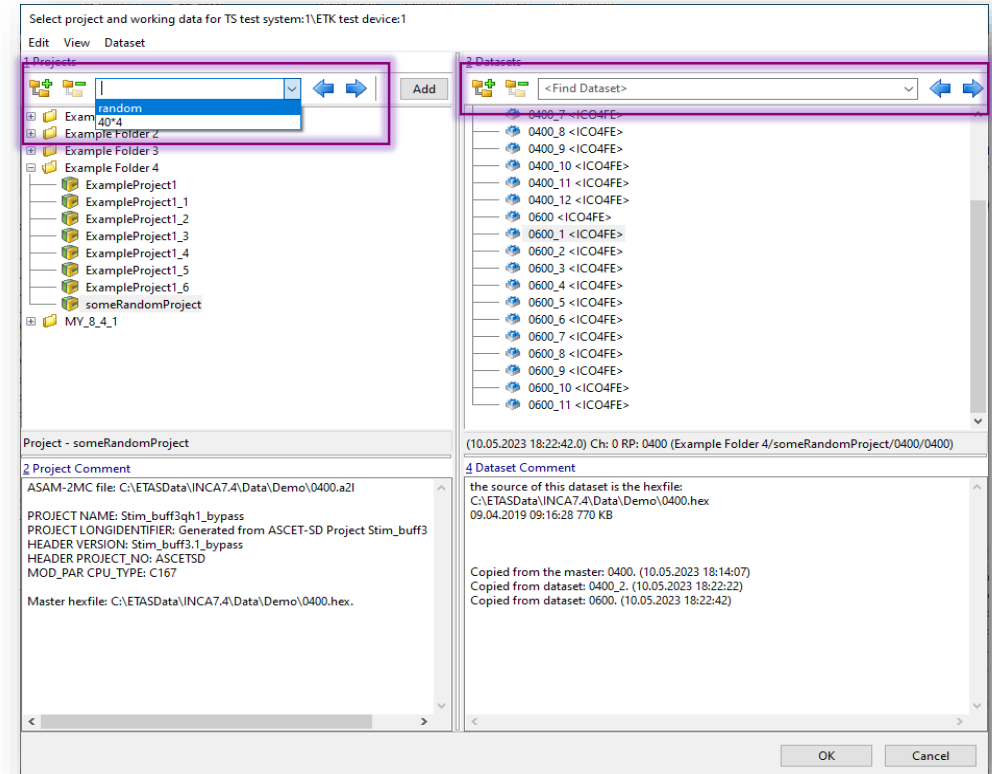 Select project and working data for TS test system:1\ETK test device:1
Edit View Dataset
1 Projects
Add
random
40*4
Exam
Example Folder 2
Example Folder 3
Example Folder 4
ExampleProject1
ExampleProject1_1
ExampleProject1_2
ExampleProject1_3
ExampleProject1_4
ExampleProject1_5
ExampleProject1_6
someRandomProject
MY_8_4_1
Project - someRandomProject
2 Project Comment
ASAM-2MC file: C:\ETASData\INCA7.4\Data\Demo\0400.a2l
PROJECT NAME: Stim_buff3qh1_bypass
PROJECT LONGIDENTIFIER: Generated from ASCET-SD Project Stim_buff3
HEADER VERSION: Stim_buff3.1_bypass
HEADER PROJECT_NO: ASCETSD
MOD_PAR CPU_TYPE: C167
Master hexfile: C:\ETASData\INCA7.4\Data\Demo\0400.hex.
3 Datasets
<Find Dataset>
0400_7 <ICO4FE>
0400_8 <ICO4FE>
0400_9 <ICO4FE>
0400_10 <ICO4FE>
0400_11 <ICO4FE>
0400_12 <ICO4FE>
0600 <ICO4FE>
0600_1 <ICO4FE>
0600_2 <ICO4FE>
0600_3 <ICO4FE>
0600_4 <ICO4FE>
0600_5 <ICO4FE>
0600_6 <ICO4FE>
0600_7 <ICO4FE>
0600_8 <ICO4FE>
0600_9 <ICO4FE>
0600_10 <ICO4FE>
0600_11 <ICO4FE>
(10.05.2023 18:22:42.0) Ch: 0 RP: 0400 (Example Folder 4/someRandomProject/0400/0400)
4 Dataset Comment
the source of this dataset is the hexfile:
C:\ETASData\INCA7.4\Data\Demo\0400.hex
09.04.2019 09:16:28 770 KB
Copied from the master: 0400. (10.05.2023 18:14:07)
Copied from dataset: 0400_2. (10.05.2023 18:22:22)
Copied from dataset: 0600. (10.05.2023 18:22:42)
OK
Cancel